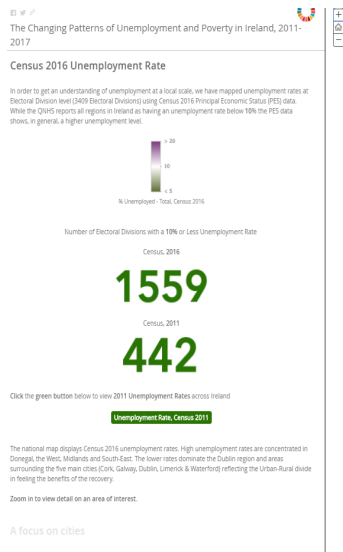 The Changing Patterns of Unemployment and Poverty in Ireland, 2011-
2017
Census 2016 Unemployment Rate
In order to get an understanding of unemployment at a local scale, we have mapped unemployment rates at
Electoral Division level (3409 Electoral Divisions) using Census 2016 Principal Economic Status (PES) data.
While the QNHS reports all regions in Ireland as having an unemployment rate below 10% the PES data
shows, in general, a higher unemployment level.
> 20
10
< 3
% Unemployed - Total, Census 2016
Number of Electoral Divisions with a 10% or Less Unemployment Rate
Census, 2016
1559
Census, 2011
442
Click the green button below to view 2011 Unemployment Rates across Ireland
Unemployment Rate, Census 2011
The national map displays Census 2016 unemployment rates. High unemployment rates are concentrated in
Donegal, the West, Midlands and South-East. The lower rates dominate the Dublin region and areas
surrounding the five main cities (Cork, Galway, Dublin, Limerick & Waterford) reflecting the Urban-Rural divide
in feeling the benefits of the recovery.
Zoom in to view detail on an area of interest.
A focus on cities